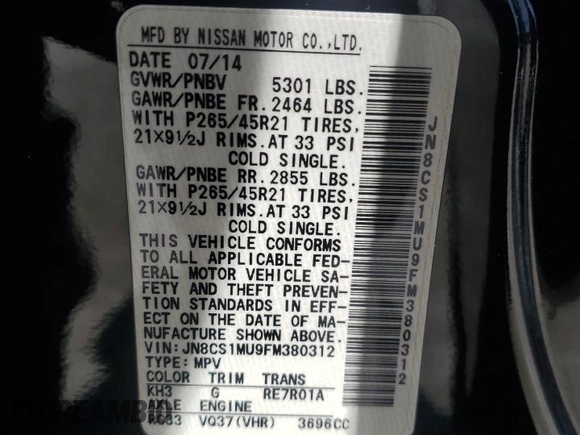 MFD BY NISSAN MOTOR CO.,LTD.
DATE 07/14
GVWR/PNBV 5301 LBS.
GAWR/PNBE FR. 2464 LBS.
WITH P265/45R21 TIRES,
21×9½J RIMS.AT 33 PSI
COLD SINGLE.
GAWR/PNBE RR. 2855 LBS.
WITH P265/45R21 TIRES,
21×9½J RIMS.AT 33 PSI
COLD SINGLE.
THIS VEHICLE CONFORMS
TO ALL APPLICABLE FED-
ERAL MOTOR VEHICLE SA-
FETY AND THEFT PREVEN-
TION STANDARDS IN EFF-
ECT ON THE DATE OF MA-
NUFACTURE SHOWN ABOVE.
VIN:JN8CS1MU9FM380312
TYPE: MPV
COLOR TRIM TRANS
KH3 G RE7R01A
AXLE ENGINE
RC33 VQ37(VHR) 3696CC
JN8CS1MU9FM380312